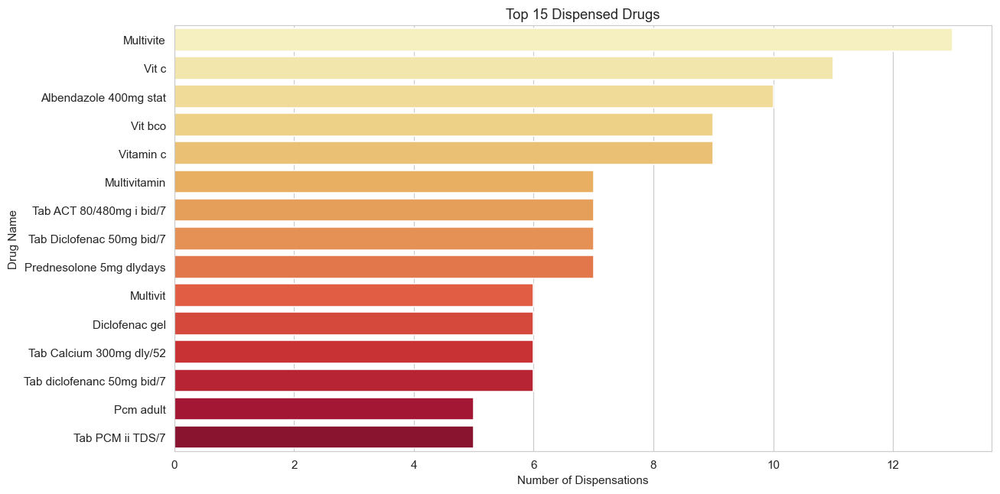 Top 15 Dispensed Drugs
Drug Name
Multivite
Vit c
Albendazole 400mg stat
Vit bco
Vitamin c
Multivitamin
Tab ACT 80/480mg i bid/7
Tab Diclofenac 50mg bid/7
Prednesolone 5mg dlydays
Multivit
Diclofenac gel
Tab Calcium 300mg dly/52
Tab diclofenanc 50mg bid/7
Pcm adult
Tab PCM ii TDS/7
0 2 4 6 8 10 12
Number of Dispensations